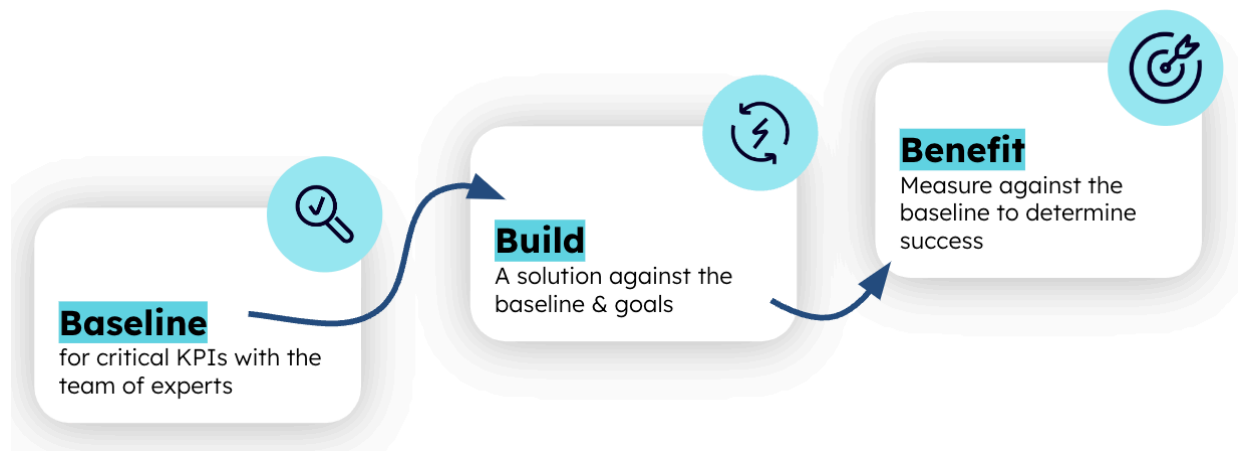 Baseline
for critical KPIs with the
team of experts
Build
A solution against the
baseline & goals
Benefit
Measure against the
baseline to determine
success